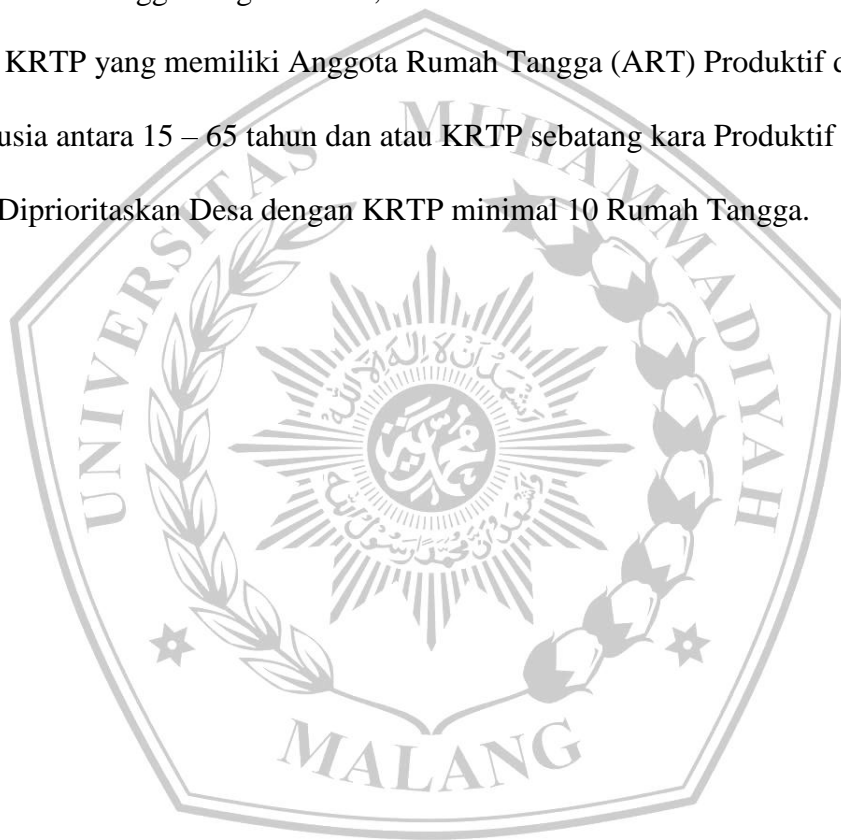 KRTP yang memiliki Anggota Rumah Tangga (ART) Produktif
usia antara 15 – 65 tahun dan atau KRTP sebatang kara Produktif
Diprioritaskan Desa dengan KRTP minimal 10 Rumah Tangga.
UNIVERSITAS MUHAMMADIYAH
MALANG